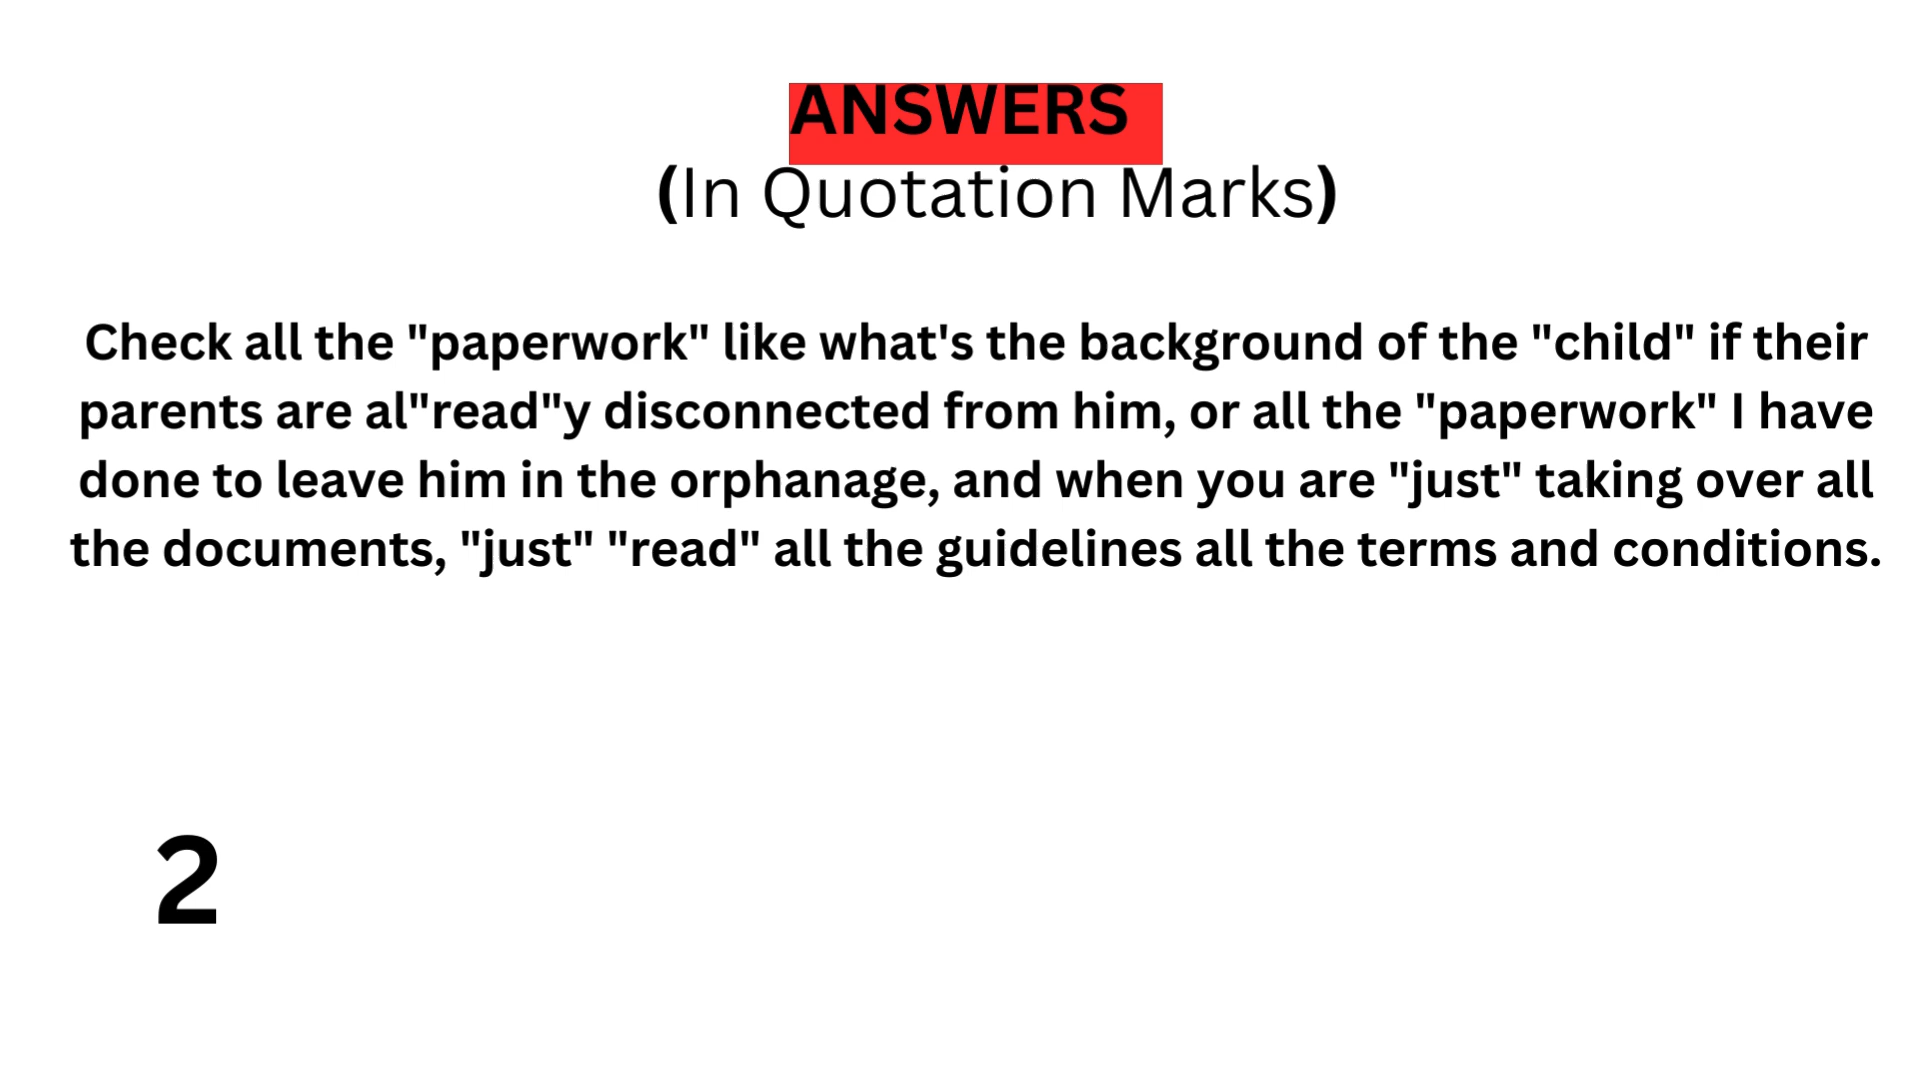 ANSWERS
(In Quotation Marks)
Check all the "paperwork" like what's the background of the "child" if their
parents are al"read"y disconnected from him, or all the "paperwork" I have
done to leave him in the orphanage, and when you are "just" taking over all
the documents, "just" "read" all the guidelines all the terms and conditions.
2